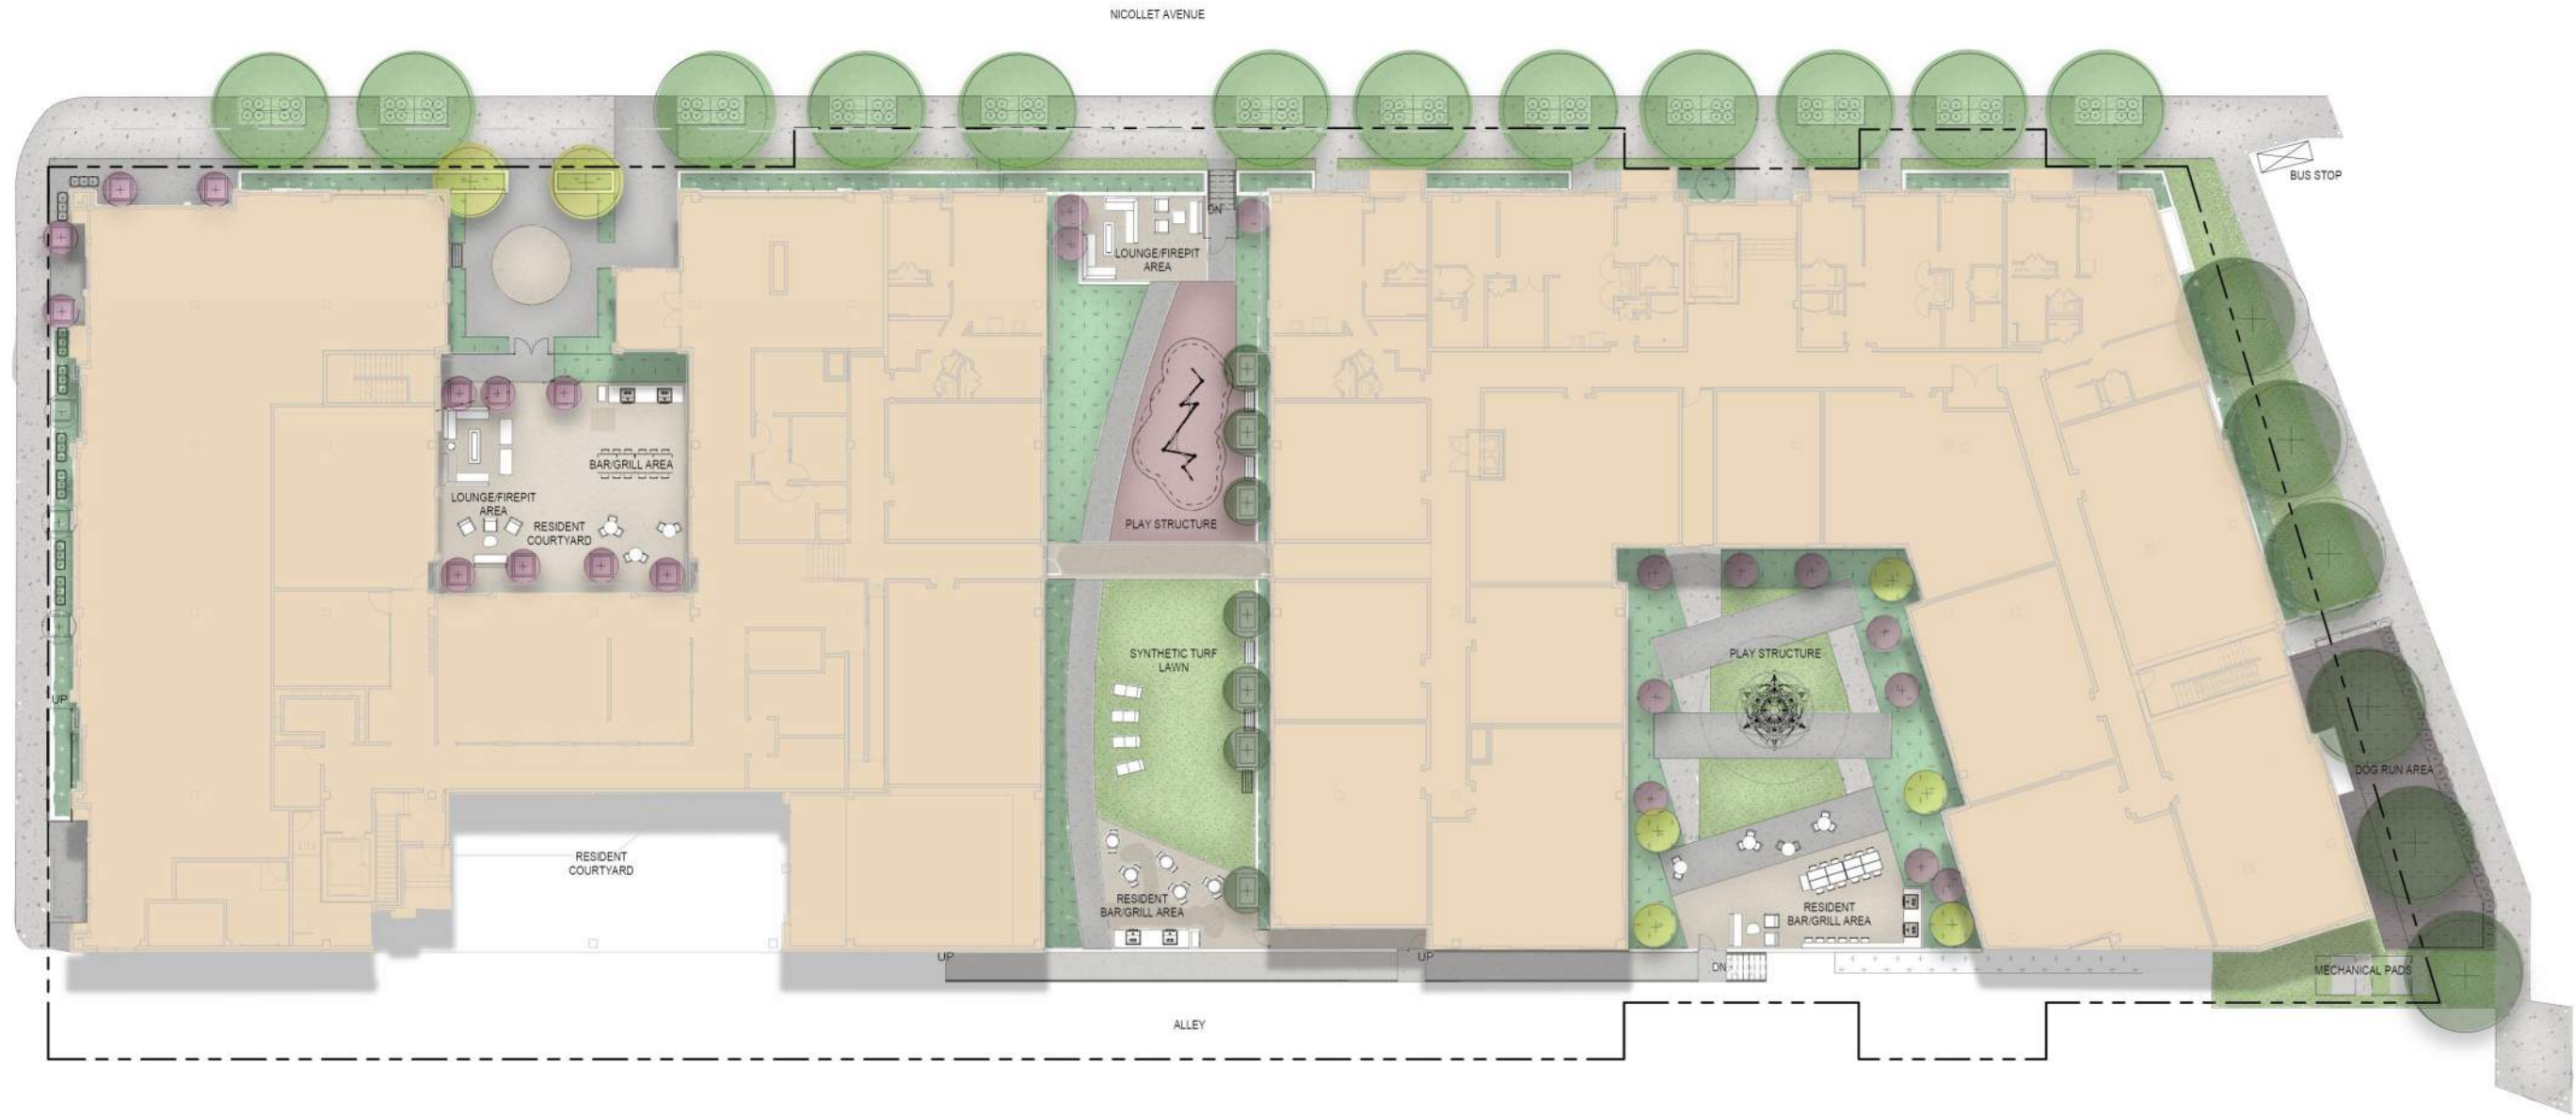 NICOLLET AVENUE
BUS STOP
DN
LOUNGE/FIREPIT
AREA
BAR/GRILL AREA
LOUNGE/FIREPIT
AREA
RESIDENT
COURTYARD
PLAY STRUCTURE
SYNTHETIC TURF
LAWN
PLAY STRUCTURE
UP
DOG RUN AREA
RESIDENT
COURTYARD
RESIDENT
BAR/GRILL AREA
RESIDENT
BAR/GRILL AREA
UP
UP
DN
MECHANICAL PADS
ALLEY